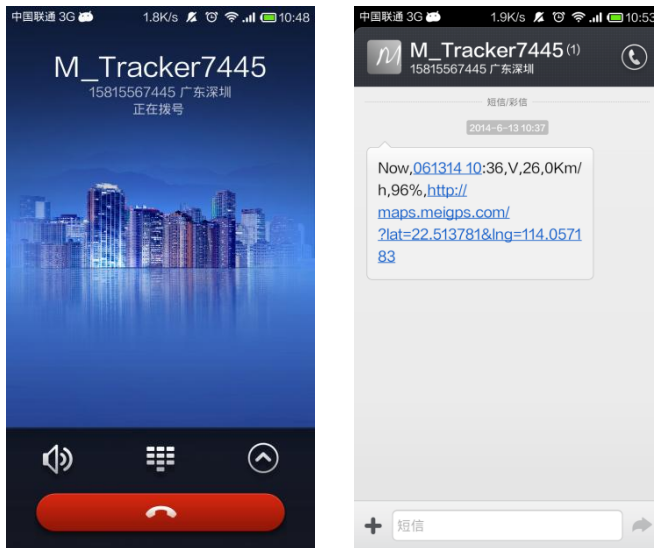 中国联通 3G 1.8K/s 10:48
M_Tracker7445
15815567445 广东深圳
正在拨号
中国联通 3G 1.9K/s 10:53
M_Tracker7445 (1)
15815567445 广东深圳
短信/彩信
2014-6-13 10:37
Now,061314 10:36,V,26,0Km/
h,96%,http://
maps.meigps.com/
?lat=22.513781&lng=114.0571
83
短信